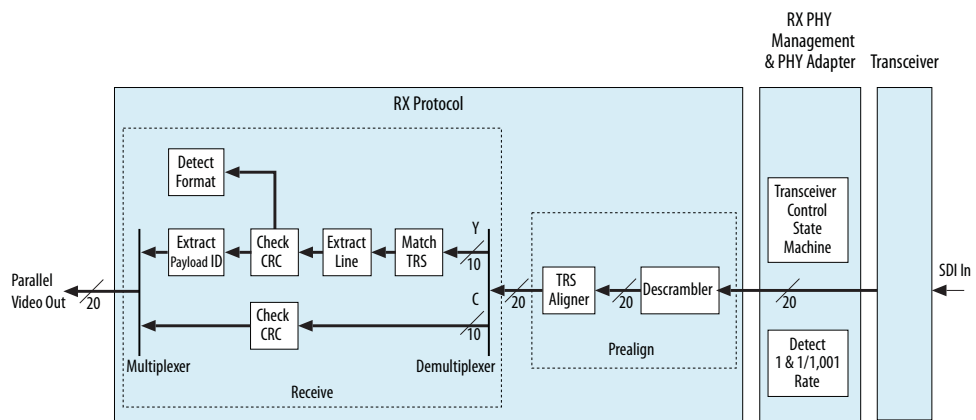 RX PHY
Management
& PHY Adapter
Transceiver
RX Protocol
Detect
Format
Transceiver
Control
State
Machine
Y
Extract
Payload ID
Check
CRC
Extract
Line
Match
TRS
10
Parallel
Video Out
20
C
20
TRS
Aligner
20
Descrambler
20
SDI In
Check
CRC
10
Multiplexer
Demultiplexer
Prealign
Detect
1 & 1/1,001
Rate
Receive